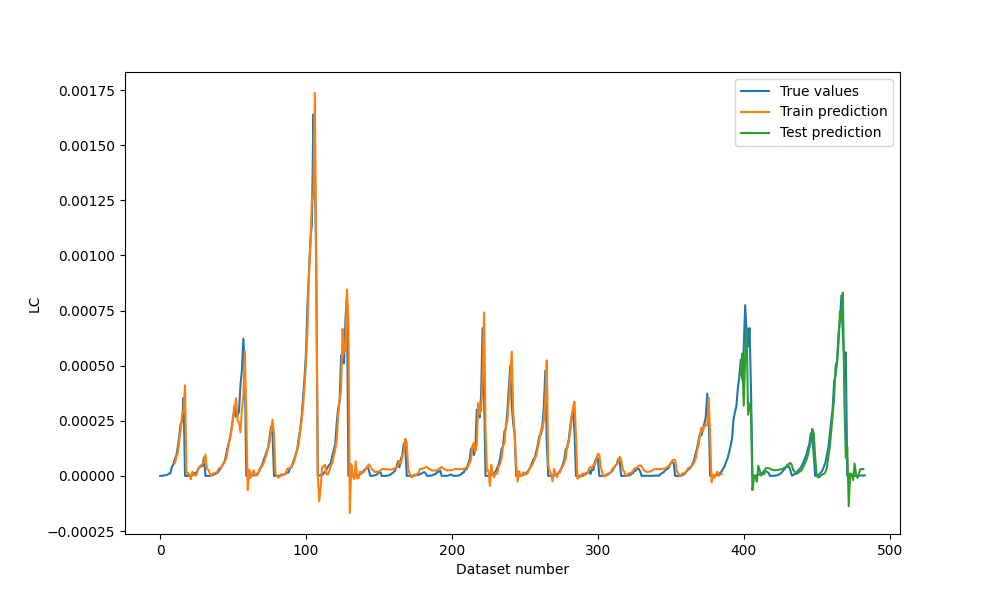 True values
Train prediction
Test prediction
0.00175
0.00150
0.00125
0.00100
0.00075
0.00050
0.00025
0.00000
−0.00025
LC
0 100 200 300 400 500
Dataset number